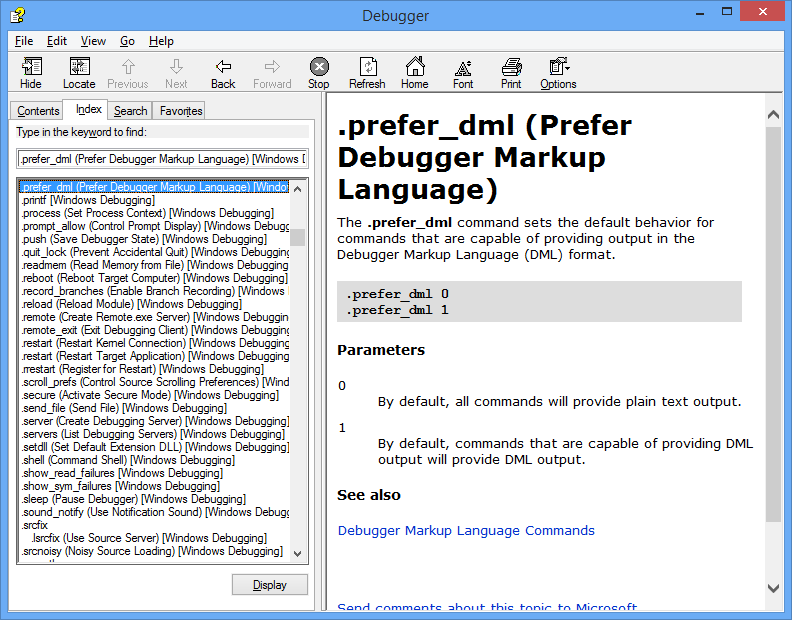 Debugger
File Edit View Go Help
Hide Locate Previous Next Back Forward Stop Refresh Home Font Print Options
Contents Index Search Favorites
Type in the keyword to find:
.prefer_dml (Prefer Debugger Markup Language) [Windows D
.prefer_dml (Prefer Debugger Markup Language) [Window
.printf [Windows Debugging]
.process (Set Process Context) [Windows Debugging]
.prompt_allow (Control Prompt Display) [Windows Debugg
.push (Save Debugger State) [Windows Debugging]
.quit_lock (Prevent Accidental Quit) [Windows Debugging]
.readmem (Read Memory from File) [Windows Debugging]
.reboot (Reboot Target Computer) [Windows Debugging]
.record_branches (Enable Branch Recording) [Windows
.reload (Reload Module) [Windows Debugging]
.remote (Create Remote.exe Server) [Windows Debuggin
.remote_exit (Exit Debugging Client) [Windows Debugging]
.restart (Restart Kernel Connection) [Windows Debugging
.restart (Restart Target Application) [Windows Debugging
.rrestart (Register for Restart) [Windows Debugging]
.scroll_prefs (Control Source Scrolling Preferences) [Wind
.secure (Activate Secure Mode) [Windows Debugging]
.send_file (Send File) [Windows Debugging]
.server (Create Debugging Server) [Windows Debugging]
.servers (List Debugging Servers) [Windows Debugging]
.setdll (Set Default Extension DLL) [Windows Debugging]
.shell (Command Shell) [Windows Debugging]
.show_read_failures [Windows Debugging]
.show_sym_failures [Windows Debugging]
.sleep (Pause Debugger) [Windows Debugging]
.sound_notify (Use Notification Sound) [Windows Debugg
.srcfix
.lsrcfix (Use Source Server) [Windows Debugging]
.srcnoisy (Noisy Source Loading) [Windows Debugging]
Display
.prefer_dml (Prefer
Debugger Markup
Language)
The .prefer_dml command sets the default behavior for
commands that are capable of providing output in the
Debugger Markup Language (DML) format.
.prefer_dml 0
.prefer_dml 1
Parameters
0
By default, all commands will provide plain text output.
1
By default, commands that are capable of providing DML
output will provide DML output.
See also
Debugger Markup Language Commands
Send comments about this topic to Microsoft